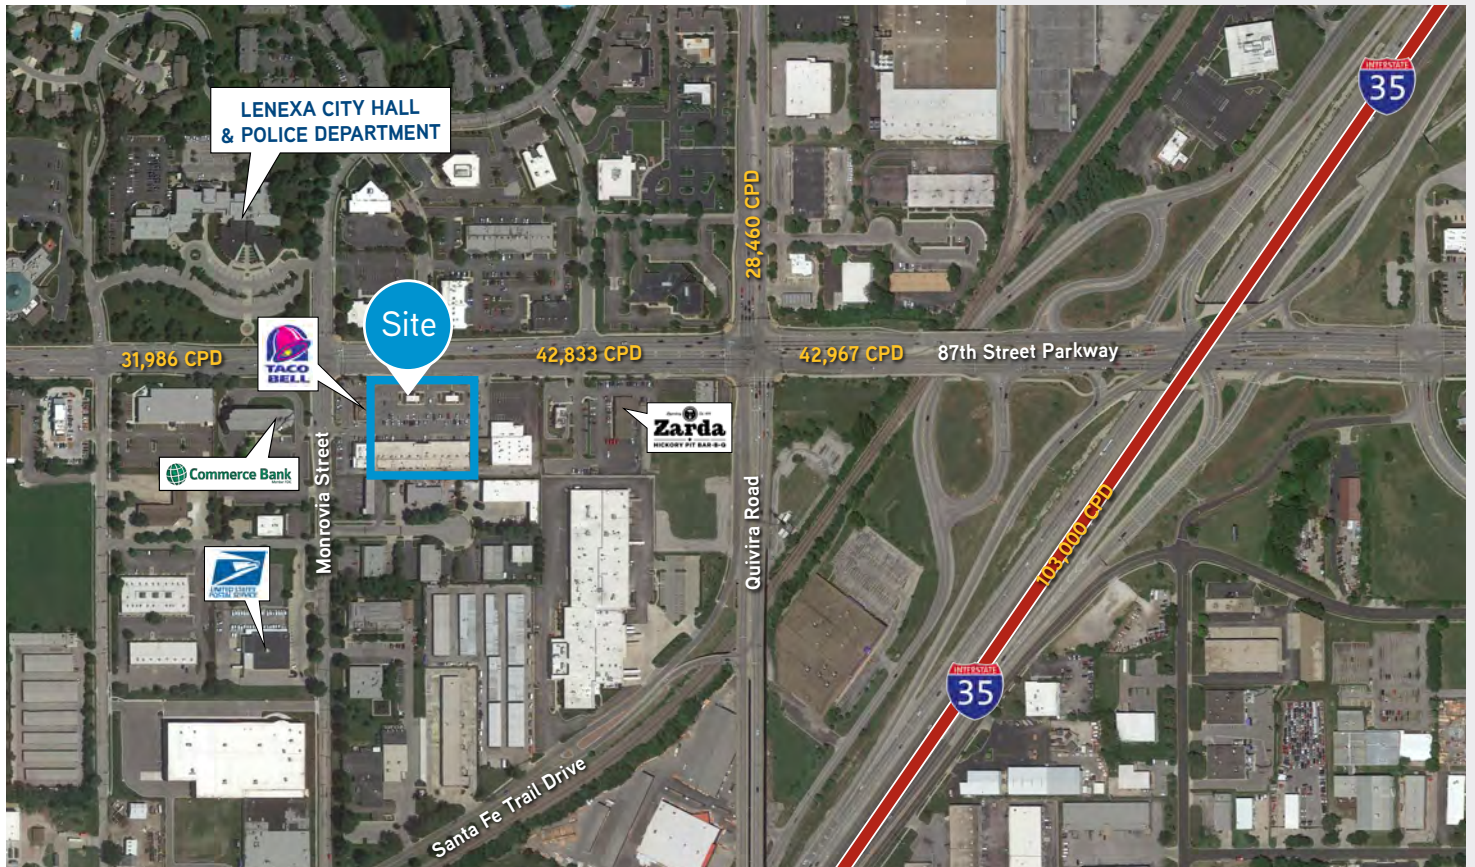 INTERSTATE
35
LENEXA CITY HALL
& POLICE DEPARTMENT
28,460 CPD
Site
TACO
BELL
31,986 CPD
42,833 CPD
42,967 CPD
87th Street Parkway
Zarda
HICKORY PIT BAR-B-Q
Commerce Bank
Monrovia Street
Quivira Road
103,000 CPD
UNITED STATES
POSTAL SERVICE
INTERSTATE
35
Santa Fe Trail Drive